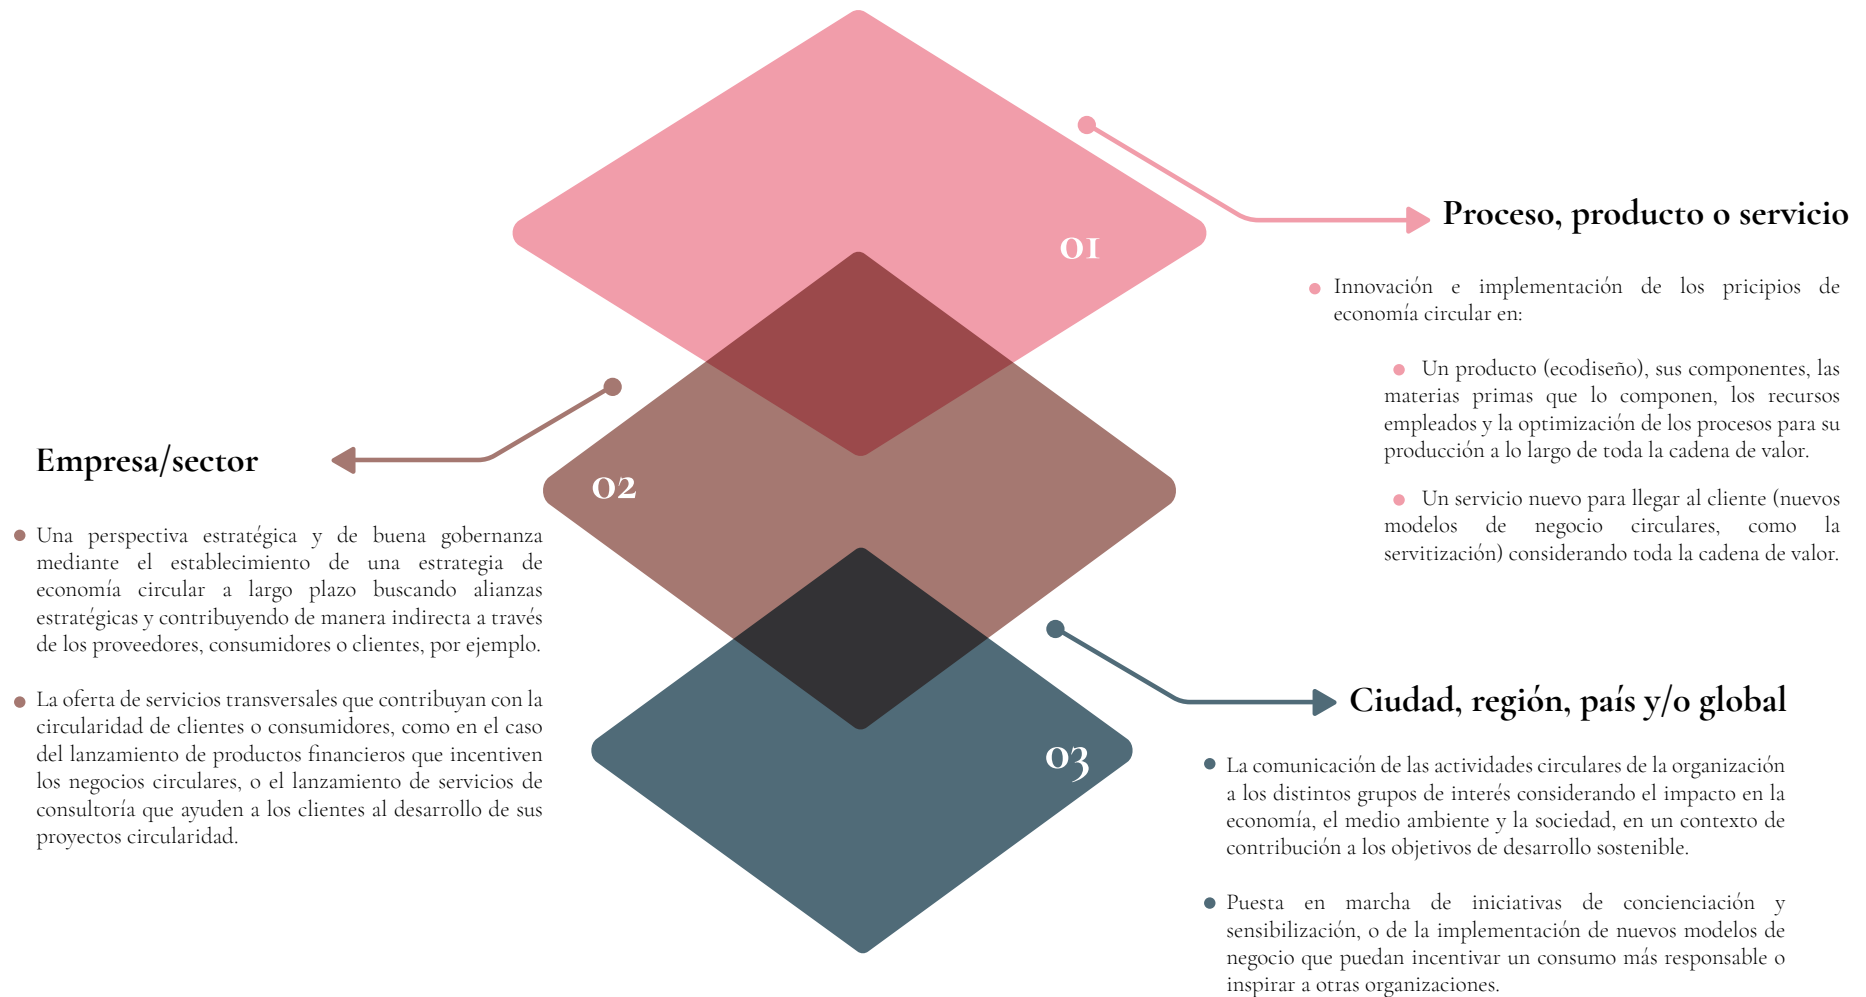 01
Proceso, producto o servicio
Innovación e implementación de los pricipios de
economía circular en:
Un producto (ecodiseño), sus componentes, las
materias primas que lo componen, los recursos
empleados y la optimización de los procesos para su
producción a lo largo de toda la cadena de valor.
Un servicio nuevo para llegar al cliente (nuevos
modelos de negocio circulares, como la
servitización) considerando toda la cadena de valor.
02
Empresa/sector
Una perspectiva estratégica y de buena gobernanza
mediante el establecimiento de una estrategia de
economía circular a largo plazo buscando alianzas
estratégicas y contribuyendo de manera indirecta a través
de los proveedores, consumidores o clientes, por ejemplo.
La oferta de servicios transversales que contribuyan con la
circularidad de clientes o consumidores, como en el caso
del lanzamiento de productos financieros que incentiven
los negocios circulares, o el lanzamiento de servicios de
consultoría que ayuden a los clientes al desarrollo de sus
proyectos circularidad.
03
Ciudad, región, país y/o global
La comunicación de las actividades circulares de la organización
a los distintos grupos de interés considerando el impacto en la
economía, el medio ambiente y la sociedad, en un contexto de
contribución a los objetivos de desarrollo sostenible.
Puesta en marcha de iniciativas de concienciación y
sensibilización, o de la implementación de nuevos modelos de
negocio que puedan incentivar un consumo más responsable o
inspirar a otras organizaciones.